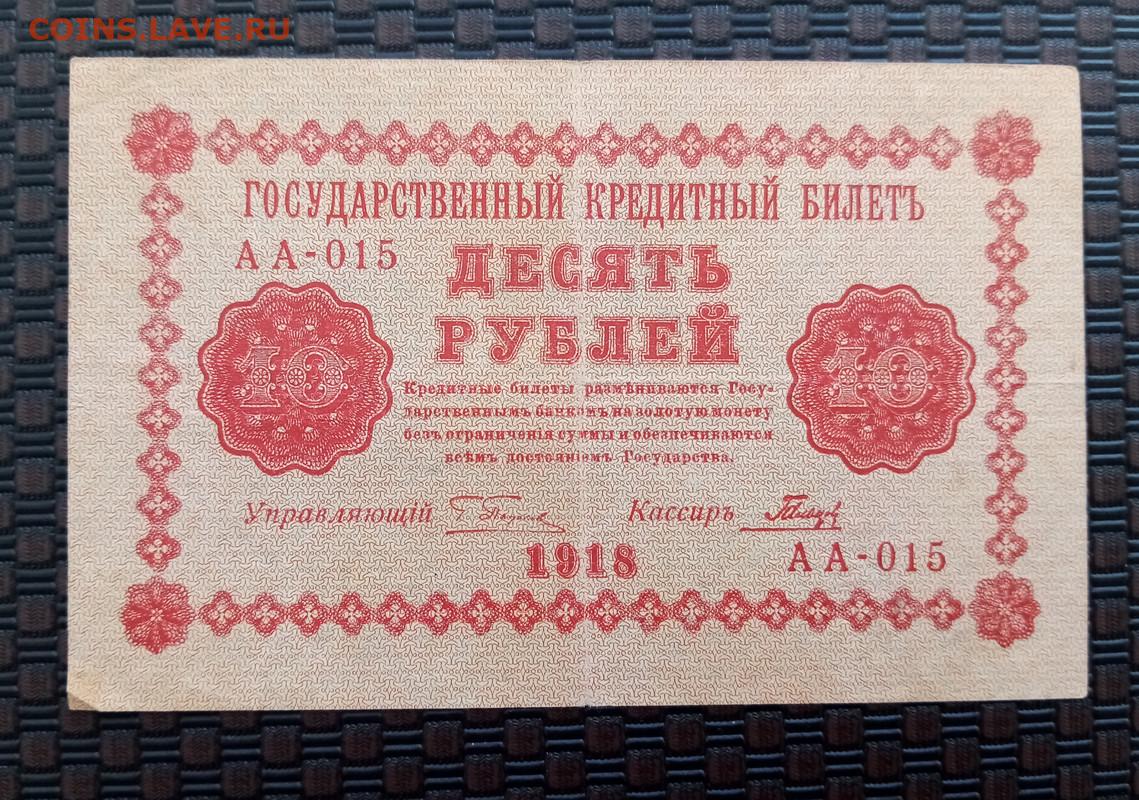 COINS.LAVE.RU
ГОСУДАРСТВЕННЫЙ КРЕДИТНЫЙ БИЛЕТЪ
АА-015
ДЕСЯТЬ
РУБЛЕЙ
10
10
Кредитные билеты размѣниваются Госу-
дарственнымъ банкомъ на золотую монету
безъ ограниченія суммы и обезпечиваются
всѣмъ достояніемъ Государства.
Управляющій
Кассиръ
1918
АА-015